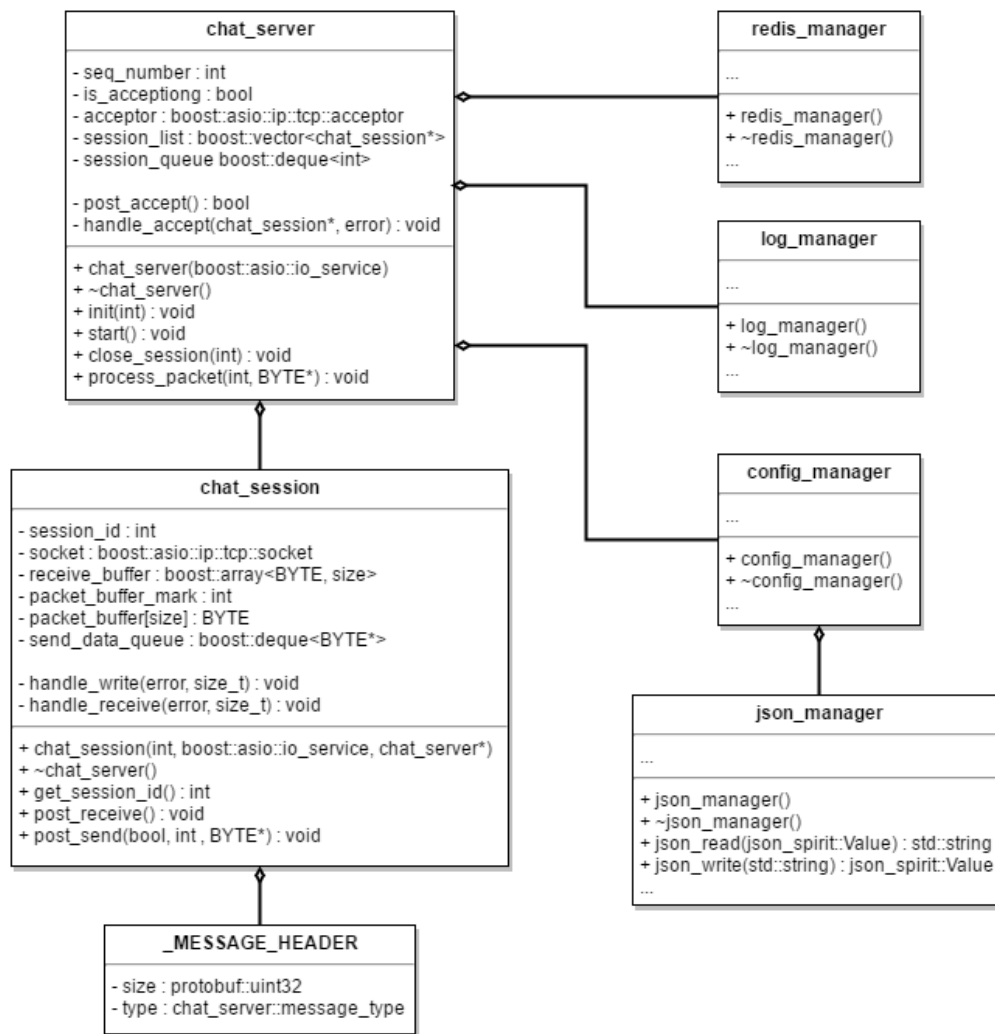 chat_server
- seq_number : int
- is_acceptiong : bool
- acceptor : boost::asio::ip::tcp::acceptor
- session_list : boost::vector<chat_session*>
- session_queue boost::deque<int>
- post_accept() : bool
- handle_accept(chat_session*, error) : void
+ chat_server(boost::asio::io_service)
+ ~chat_server()
+ init(int) : void
+ start() : void
+ close_session(int) : void
+ process_packet(int, BYTE*) : void
redis_manager
...
+ redis_manager()
+ ~redis_manager()
...
log_manager
...
+ log_manager()
+ ~log_manager()
...
chat_session
- session_id : int
- socket : boost::asio::ip::tcp::socket
- receive_buffer : boost::array<BYTE, size>
- packet_buffer_mark : int
- packet_buffer[size] : BYTE
- send_data_queue : boost::deque<BYTE*>
- handle_write(error, size_t) : void
- handle_receive(error, size_t) : void
+ chat_session(int, boost::asio::io_service, chat_server*)
+ ~chat_server()
+ get_session_id() : int
+ post_receive() : void
+ post_send(bool, int , BYTE*) : void
config_manager
...
+ config_manager()
+ ~config_manager()
...
json_manager
...
+ json_manager()
+ ~json_manager()
+ json_read(json_spirit::Value) : std::string
+ json_write(std::string) : json_spirit::Value
...
_MESSAGE_HEADER
- size : protobuf::uint32
- type : chat_server::message_type